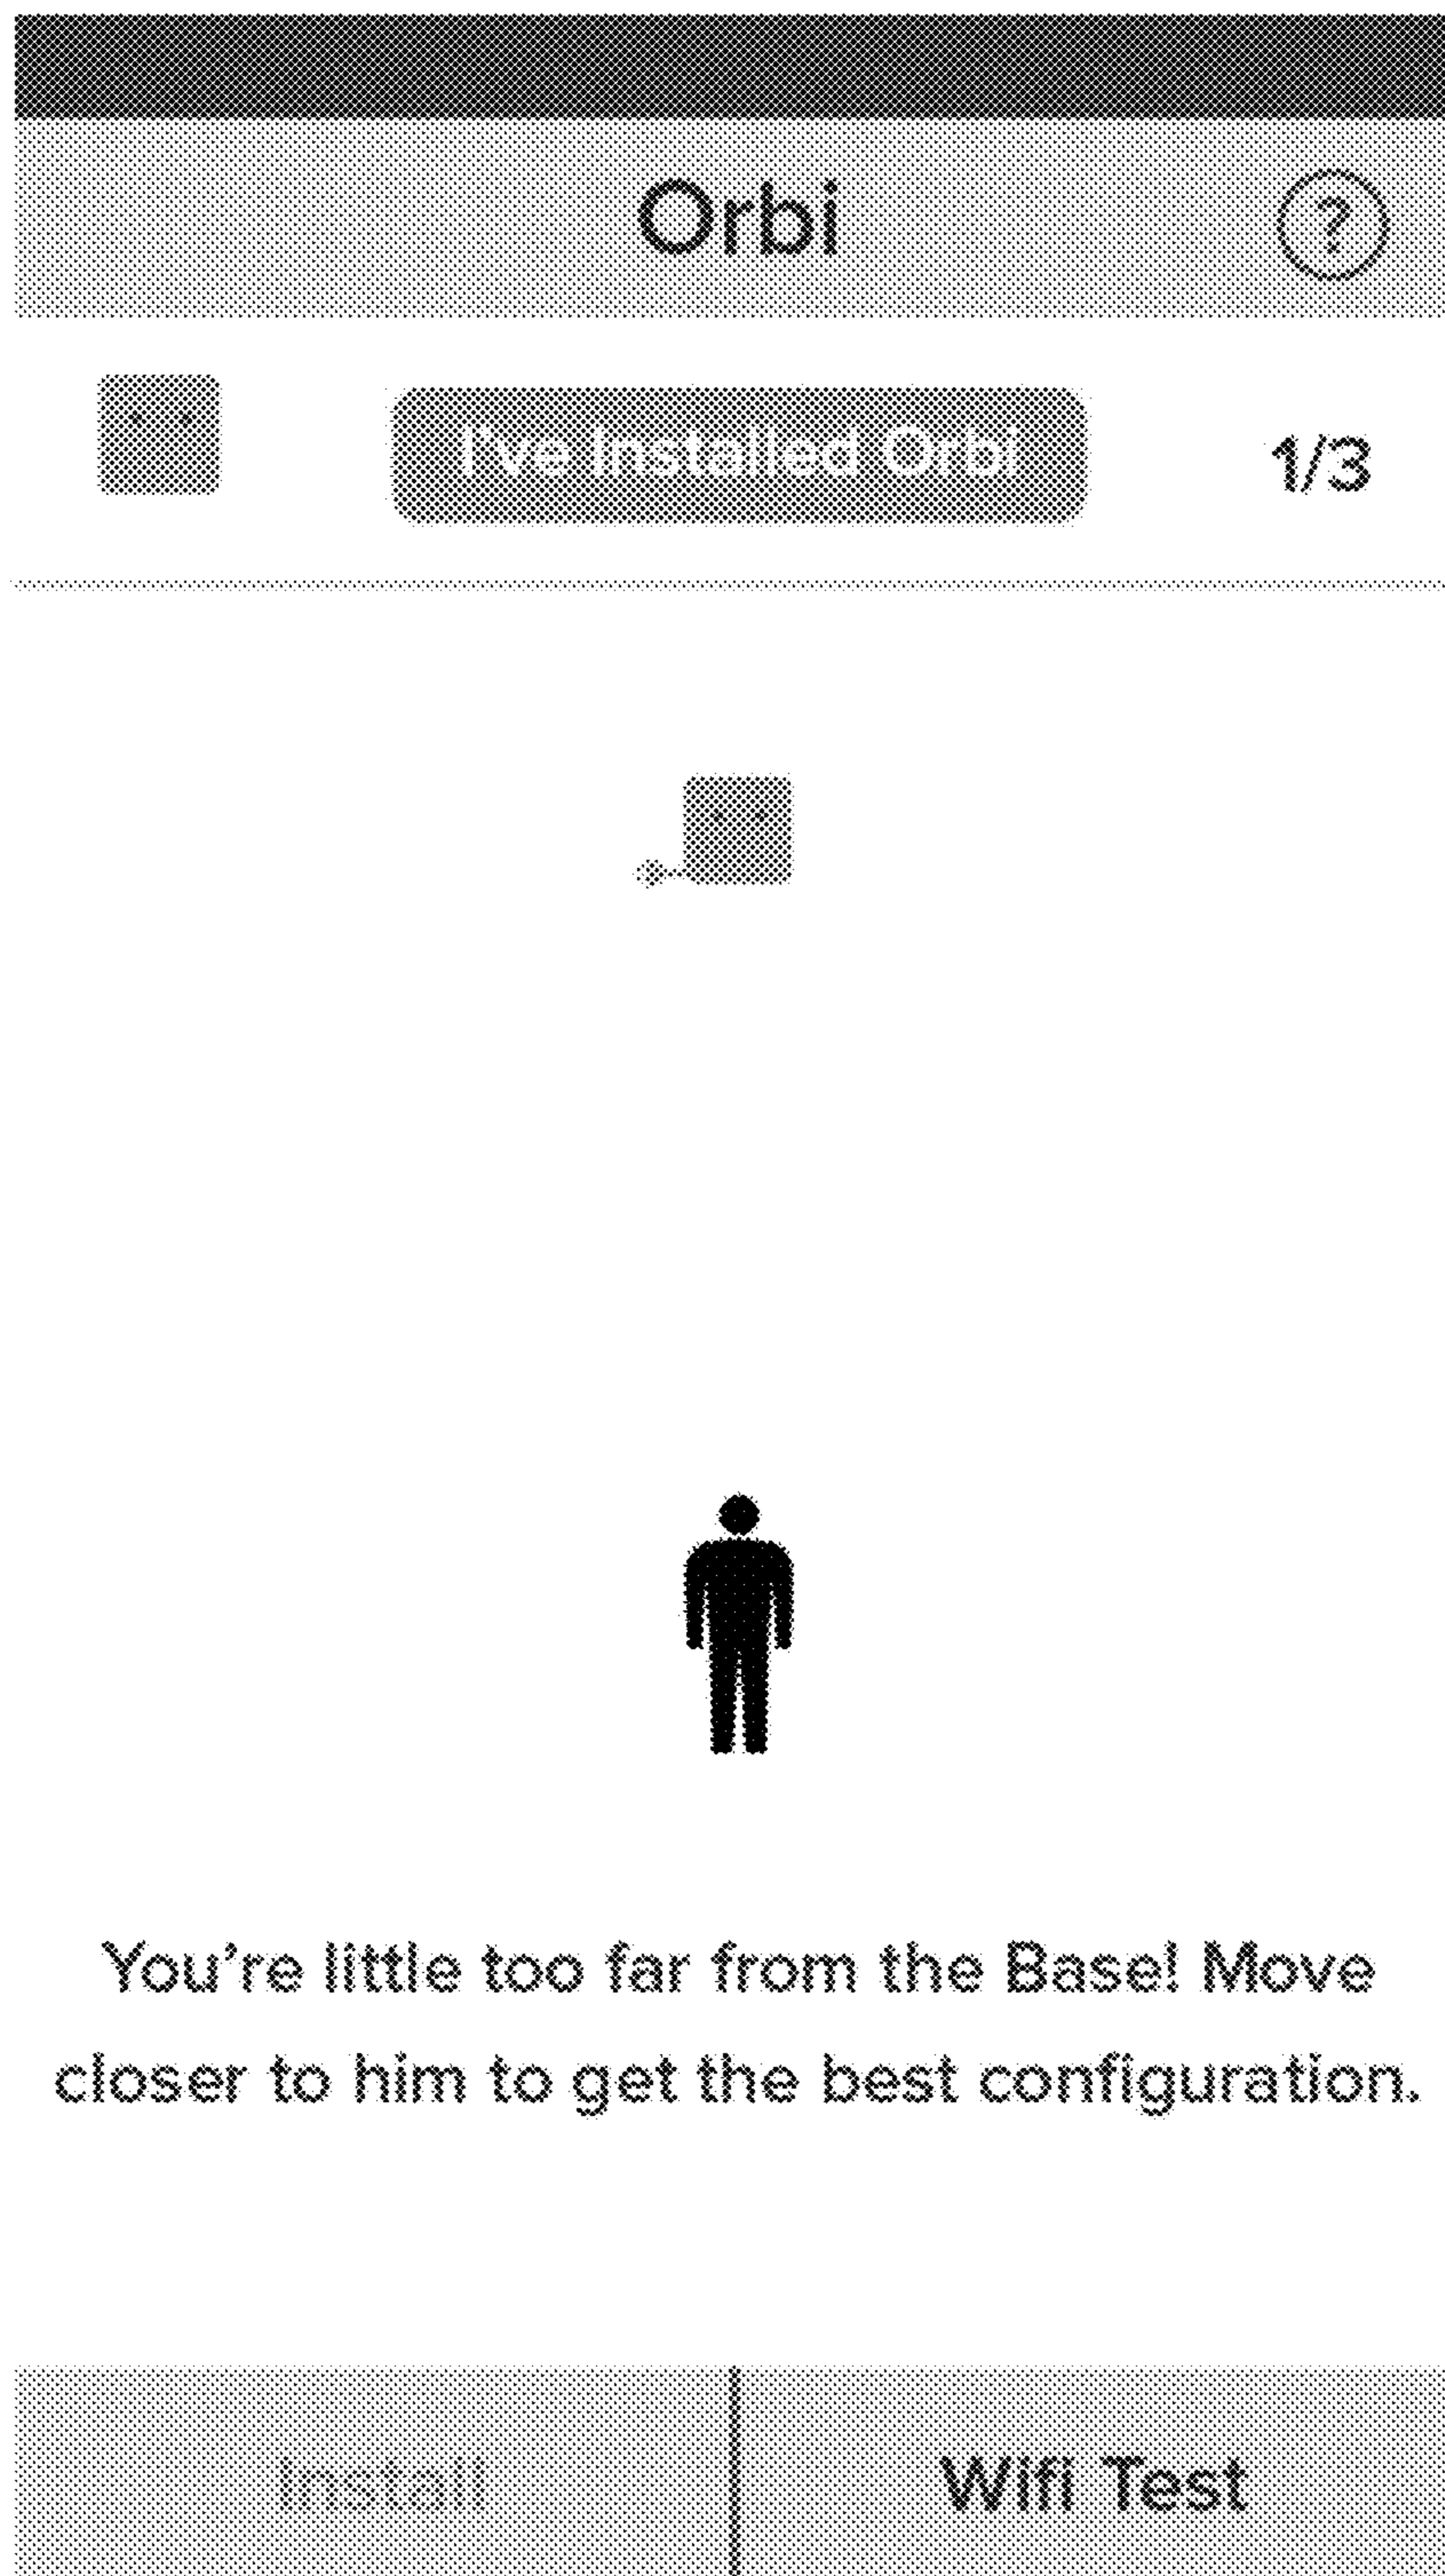 Orbi
?
I've Installed Orbi
1/3
You're little too far from the Base! Move
closer to him to get the best configuration.
Install
Wifi Test